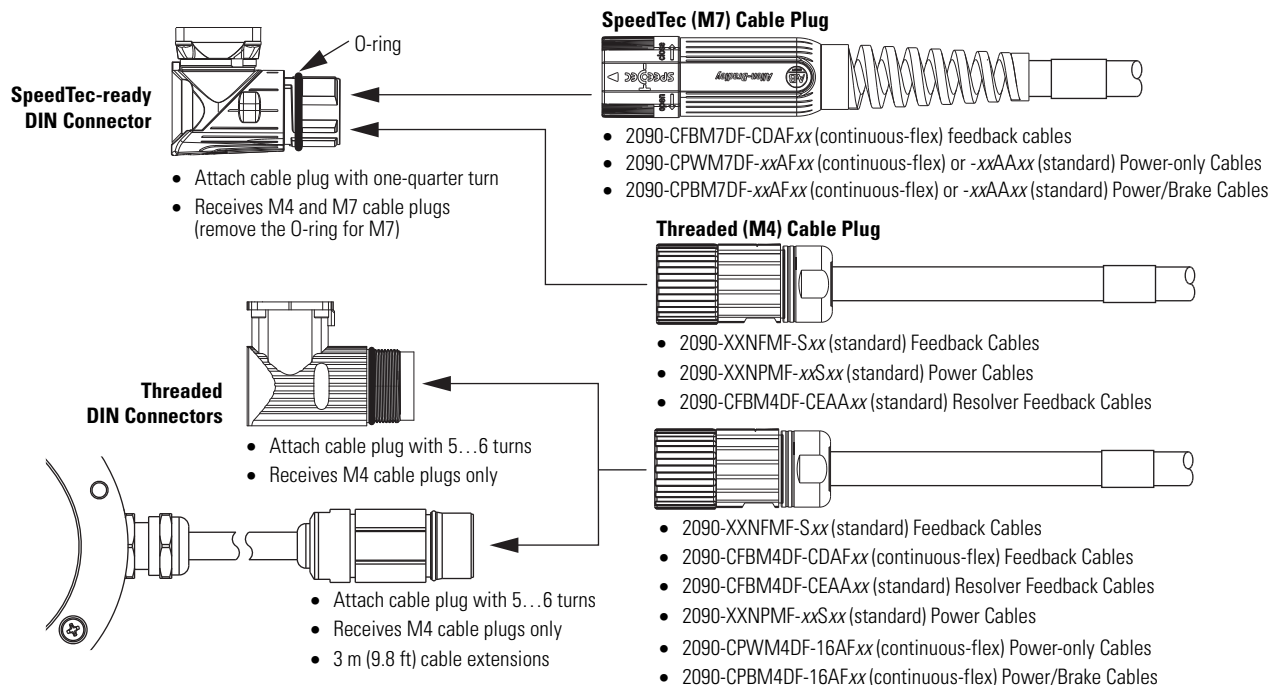 SpeedTec (M7) Cable Plug
O-ring
SpeedTec-ready
DIN Connector
Allen-Bradley
AB
• 2090-CFBM7DF-CDAFxx (continuous-flex) feedback cables
• 2090-CPWM7DF-xxAFxx (continuous-flex) or -xxAAxx (standard) Power-only Cables
• 2090-CPBM7DF-xxAFxx (continuous-flex) or -xxAAxx (standard) Power/Brake Cables
• Attach cable plug with one-quarter turn
• Receives M4 and M7 cable plugs
(remove the O-ring for M7)
Threaded (M4) Cable Plug
• 2090-XXNFMF-Sxx (standard) Feedback Cables
• 2090-XXNPMF-xxSxx (standard) Power Cables
• 2090-CFBM4DF-CEAAxx (standard) Resolver Feedback Cables
Threaded
DIN Connectors
• Attach cable plug with 5…6 turns
• Receives M4 cable plugs only
• Attach cable plug with 5…6 turns
• Receives M4 cable plugs only
• 3 m (9.8 ft) cable extensions
• 2090-XXNFMF-Sxx (standard) Feedback Cables
• 2090-CFBM4DF-CDAFxx (continuous-flex) Feedback Cables
• 2090-CFBM4DF-CEAAxx (standard) Resolver Feedback Cables
• 2090-XXNPMF-xxSxx (standard) Power Cables
• 2090-CPWM4DF-16AFxx (continuous-flex) Power-only Cables
• 2090-CPBM4DF-16AFxx (continuous-flex) Power/Brake Cables